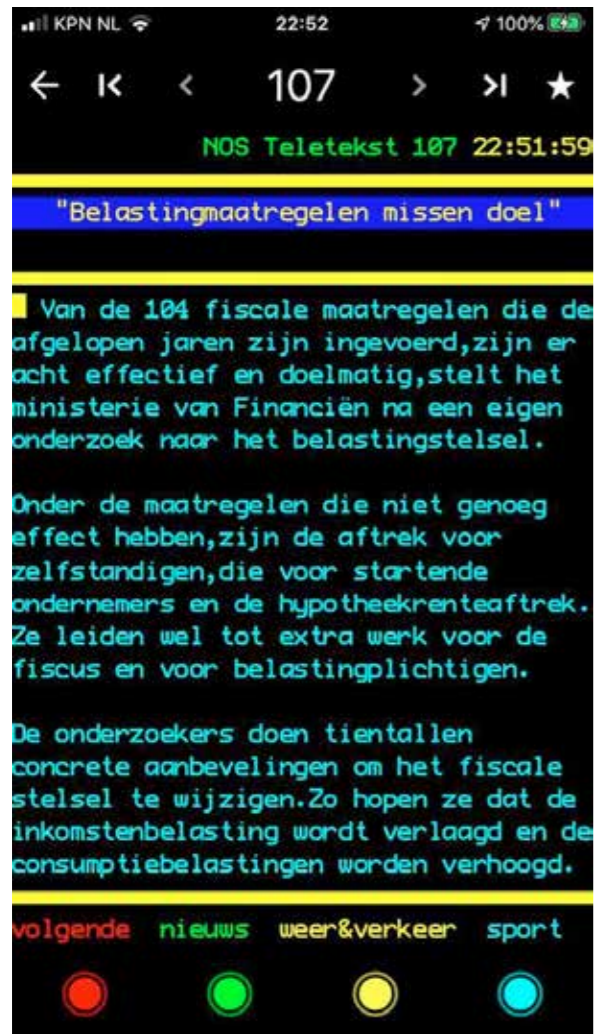 KPN NL 22:52 100%
107
NOS Teletekst 107 22:51:59
"Belastingmaatregelen missen doel"
Van de 104 fiscale maatregelen die de
afgelopen jaren zijn ingevoerd,zijn er
acht effectief en doelmatig,stelt het
ministerie van Financiën na een eigen
onderzoek naar het belastingstelsel.
Onder de maatregelen die niet genoeg
effect hebben,zijn de aftrek voor
zelfstandigen,die voor startende
ondernemers en de hypotheekrenteaftrek.
Ze leiden wel tot extra werk voor de
fiscus en voor belastingplichtigen.
De onderzoekers doen tientallen
concrete aanbevelingen om het fiscale
stelsel te wijzigen.Zo hopen ze dat de
inkomstenbelasting wordt verlaagd en de
consumptiebelastingen worden verhoogd.
volgende nieuws weer&verkeer sport